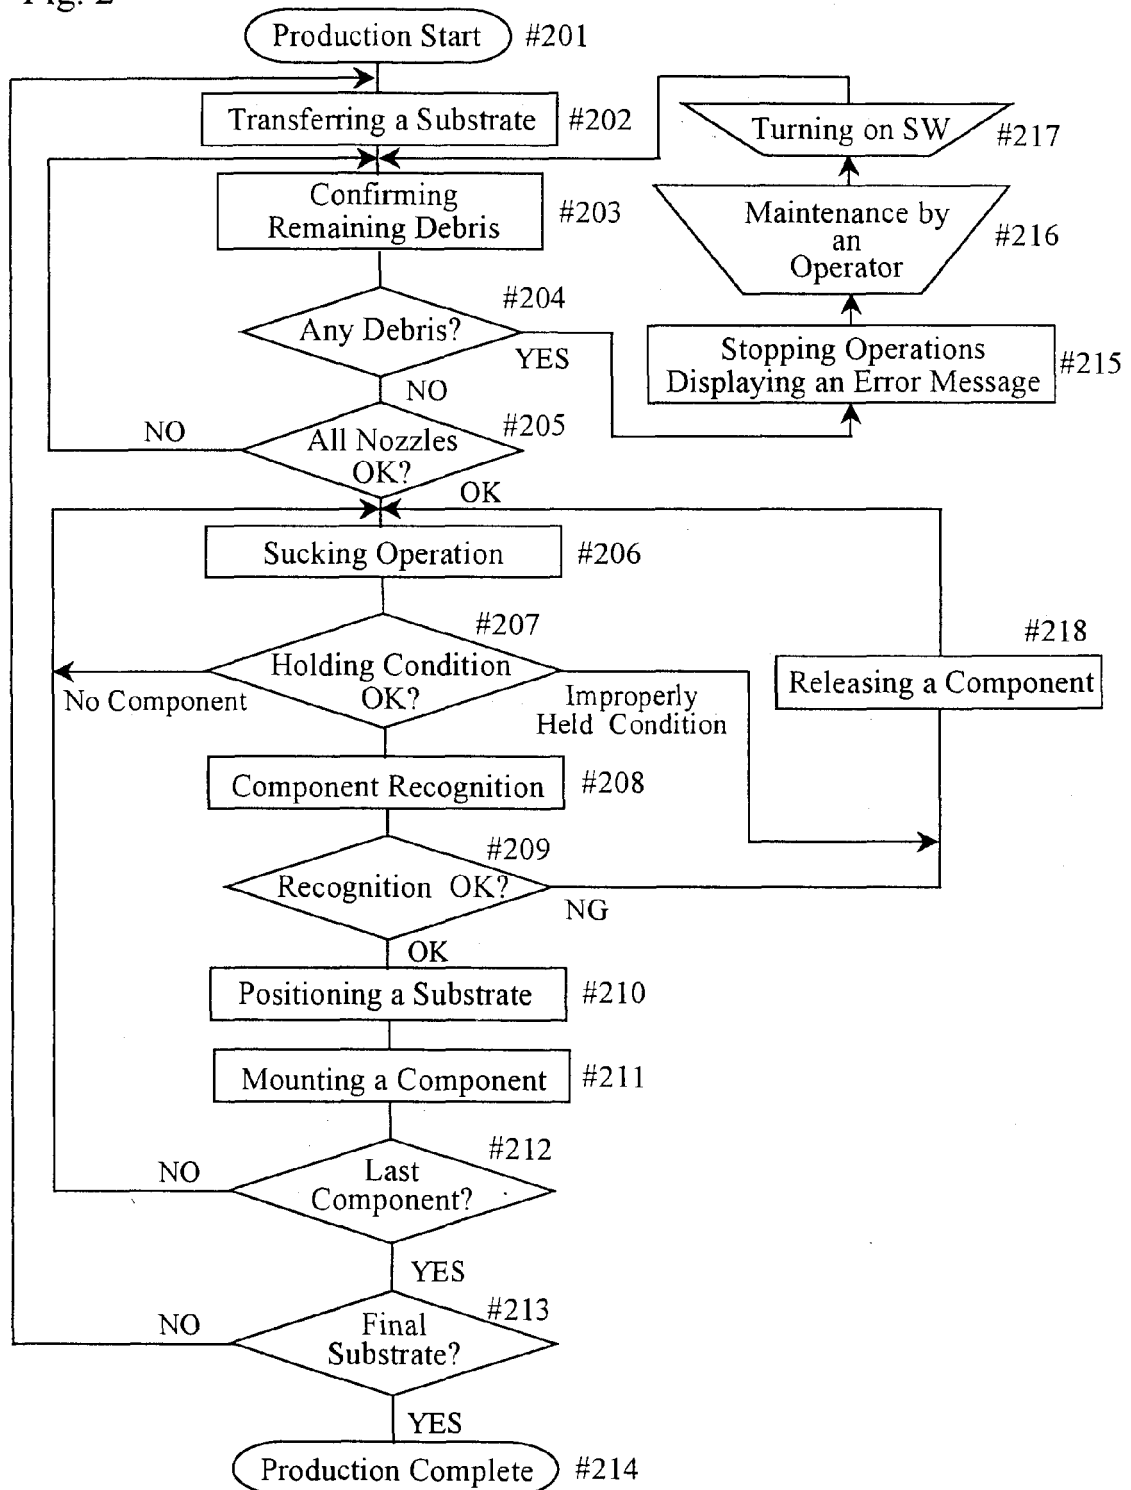 Fig. 2
Production Start #201
Transferring a Substrate #202
Turning on SW #217
Confirming
Remaining Debris #203
Maintenance by
an
Operator #216
#204
Any Debris?
YES
NO
Stopping Operations
Displaying an Error Message #215
#205
NO
All Nozzles
OK?
OK
Sucking Operation #206
#207
Holding Condition
OK?
No Component
Improperly
Held Condition
#218
Releasing a Component
Component Recognition #208
#209
Recognition OK?
NG
OK
Positioning a Substrate #210
Mounting a Component #211
#212
NO
Last
Component?
YES
#213
NO
Final
Substrate?
YES
Production Complete #214